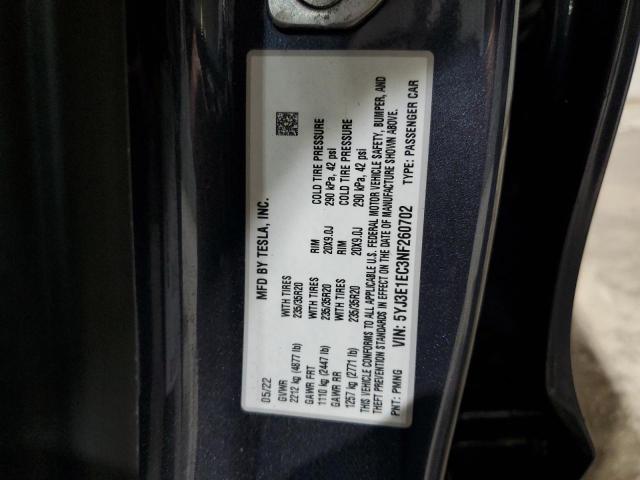 MFD BY TESLA, INC.
05/22
GVWR
2212 kg (4877 lb)
WITH TIRES
235/35R20
RIM
20X9.0J
COLD TIRE PRESSURE
290 kPa, 42 psi
GAWR FRT
1110 kg (2447 lb)
WITH TIRES
235/35R20
RIM
20X9.0J
COLD TIRE PRESSURE
290 kPa, 42 psi
GAWR RR
1257 kg (2771 lb)
WITH TIRES
235/35R20
THIS VEHICLE CONFORMS TO ALL APPLICABLE U.S. FEDERAL MOTOR VEHICLE SAFETY, BUMPER, AND
THEFT PREVENTION STANDARDS IN EFFECT ON THE DATE OF MANUFACTURE SHOWN ABOVE.
PNT: PMNG VIN: 5YJ3E1EC3NF260702 TYPE: PASSENGER CAR